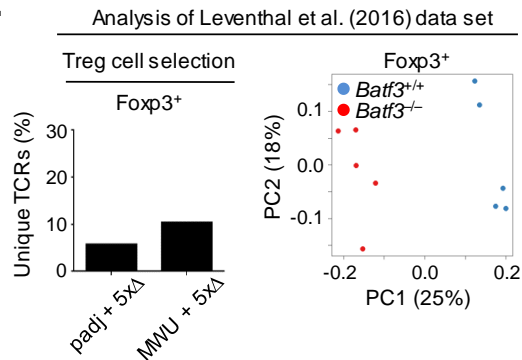 Analysis of Leventhal et al. (2016) data set
Treg cell selection
Foxp3+
Unique TCRs (%)
30
20
10
0
padj + 5xΔ
MWU + 5xΔ
Foxp3+
Batf3+/+
Batf3–/–
PC2 (18%)
0.1
0.0
-0.1
-0.2
0.0
0.2
PC1 (25%)